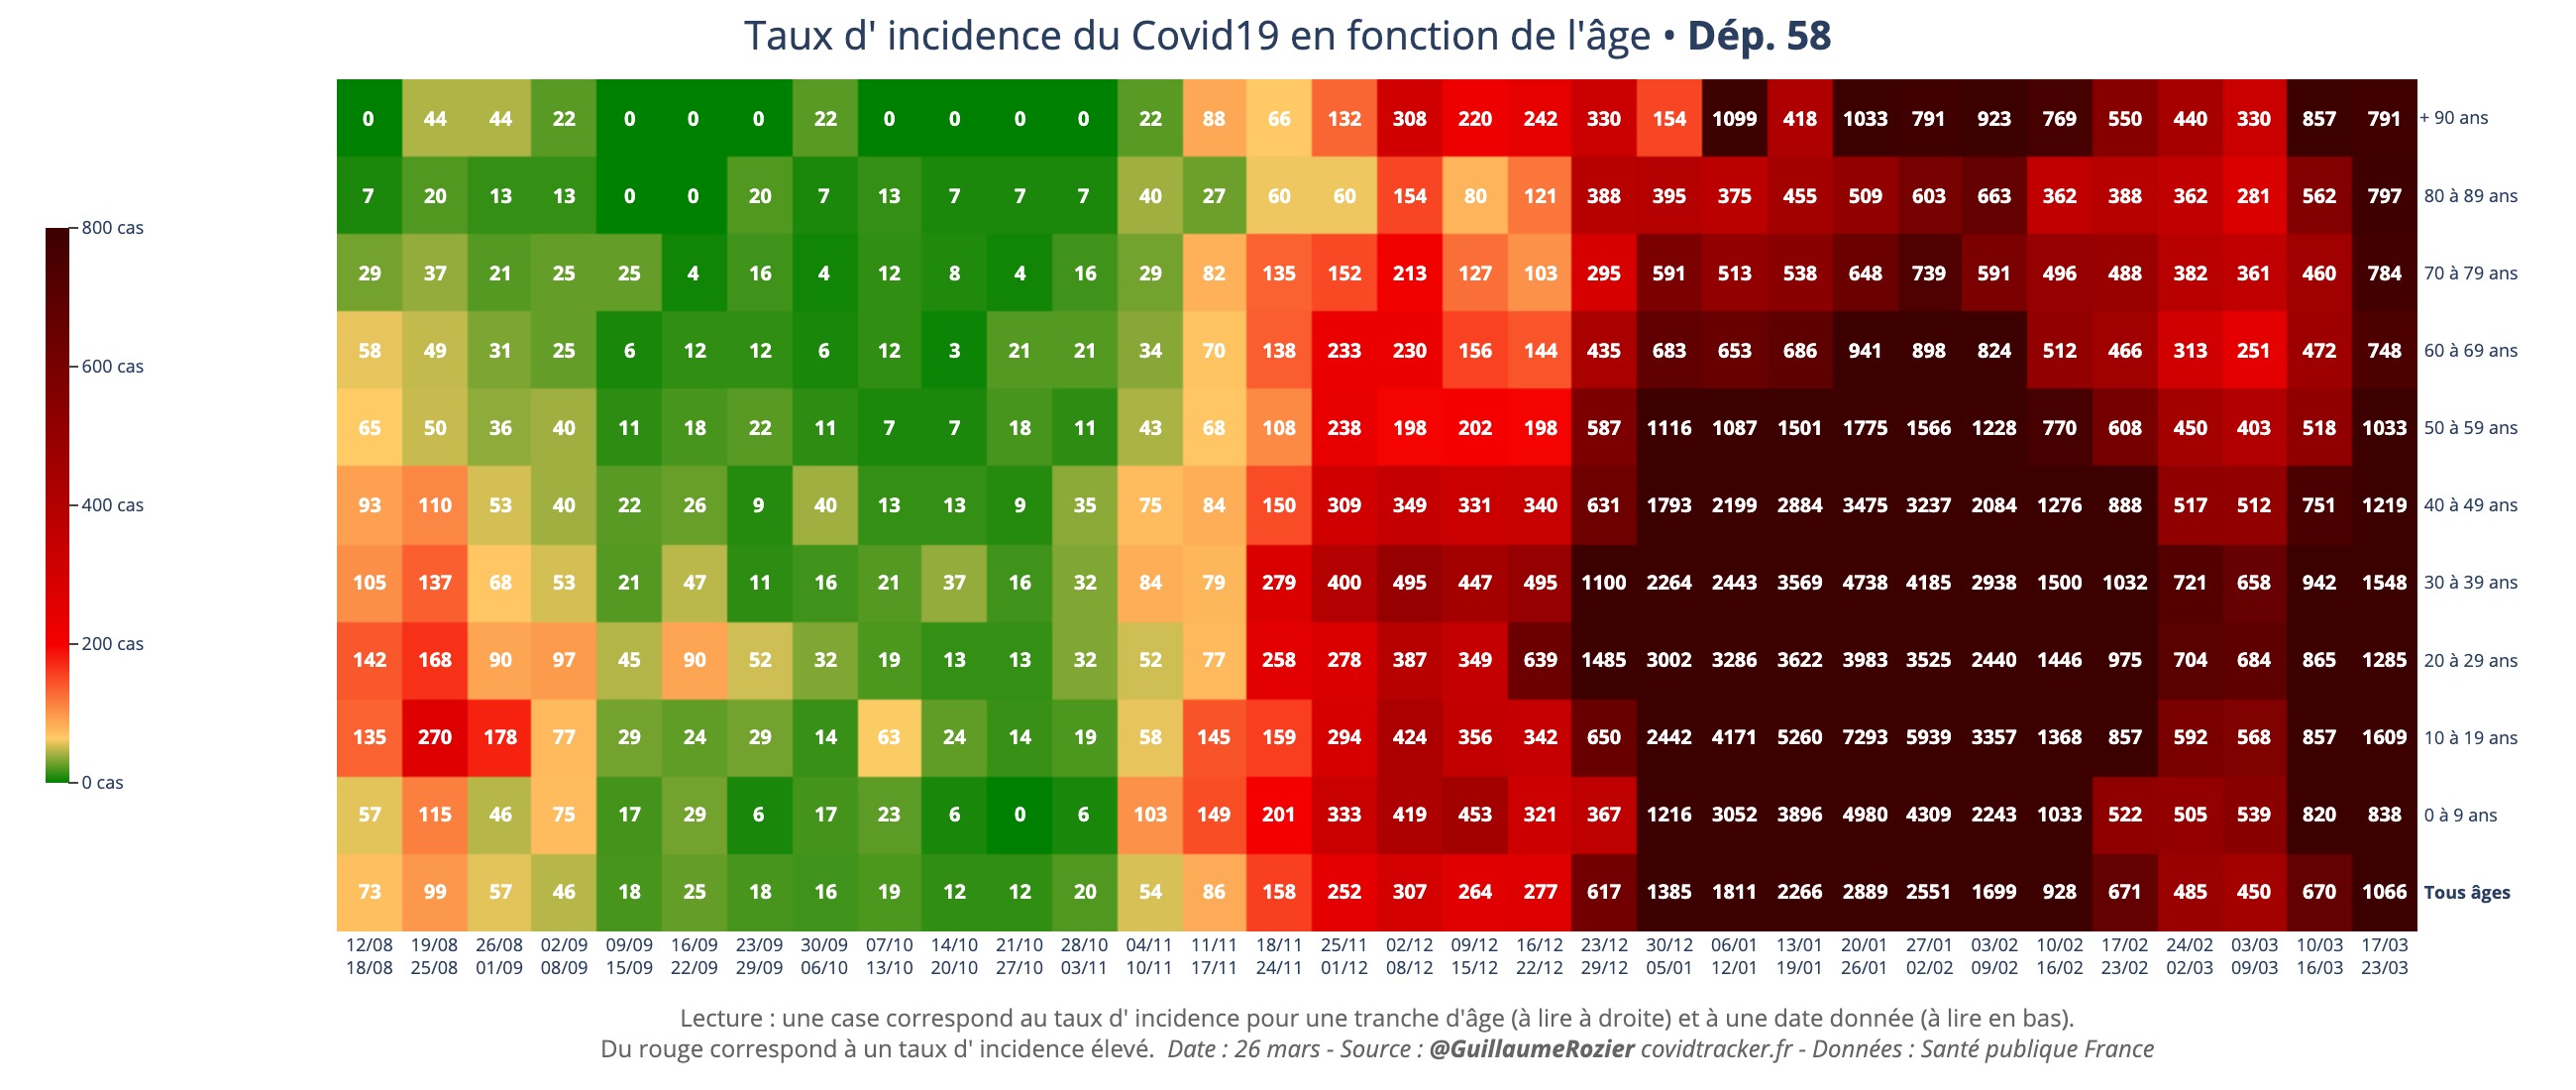 Taux d' incidence du Covid19 en fonction de l'âge • Dép. 58
0 44 44 22 0 0 0 22 0 0 0 0 22 88 66 132 308 220 242 330 154 1099 418 1033 791 923 769 550 440 330 857 791 + 90 ans
7 20 13 13 0 0 20 7 13 7 7 7 40 27 60 60 154 80 121 388 395 375 455 509 603 663 362 388 362 281 562 797 80 à 89 ans
29 37 21 25 25 4 16 4 12 8 4 16 29 82 135 152 213 127 103 295 591 513 538 648 739 591 496 488 382 361 460 784 70 à 79 ans
58 49 31 25 6 12 12 6 12 3 21 21 34 70 138 233 230 156 144 435 683 653 686 941 898 824 512 466 313 251 472 748 60 à 69 ans
65 50 36 40 11 18 22 11 7 7 18 11 43 68 108 238 198 202 198 587 1116 1087 1501 1775 1566 1228 770 608 450 403 518 1033 50 à 59 ans
93 110 53 40 22 26 9 40 13 13 9 35 75 84 150 309 349 331 340 631 1793 2199 2884 3475 3237 2084 1276 888 517 512 751 1219 40 à 49 ans
105 137 68 53 21 47 11 16 21 37 16 32 84 79 279 400 495 447 495 1100 2264 2443 3569 4738 4185 2938 1500 1032 721 658 942 1548 30 à 39 ans
142 168 90 97 45 90 52 32 19 13 13 32 52 77 258 278 387 349 639 1485 3002 3286 3622 3983 3525 2440 1446 975 704 684 865 1285 20 à 29 ans
135 270 178 77 29 24 29 14 63 24 14 19 58 145 159 294 424 356 342 650 2442 4171 5260 7293 5939 3357 1368 857 592 568 857 1609 10 à 19 ans
57 115 46 75 17 29 6 17 23 6 0 6 103 149 201 333 419 453 321 367 1216 3052 3896 4980 4309 2243 1033 522 505 539 820 838 0 à 9 ans
73 99 57 46 18 25 18 16 19 12 12 20 54 86 158 252 307 264 277 617 1385 1811 2266 2889 2551 1699 928 671 485 450 670 1066 Tous âges
12/08 19/08 26/08 02/09 09/09 16/09 23/09 30/09 07/10 14/10 21/10 28/10 04/11 11/11 18/11 25/11 02/12 09/12 16/12 23/12 30/12 06/01 13/01 20/01 27/01 03/02 10/02 17/02 24/02 03/03 10/03 17/03
18/08 25/08 01/09 08/09 15/09 22/09 29/09 06/10 13/10 20/10 27/10 03/11 10/11 17/11 24/11 01/12 08/12 15/12 22/12 29/12 05/01 12/01 19/01 26/01 02/02 09/02 16/02 23/02 02/03 09/03 16/03 23/03
800 cas
600 cas
400 cas
200 cas
0 cas
Lecture : une case correspond au taux d' incidence pour une tranche d'âge (à lire à droite) et à une date donnée (à lire en bas).
Du rouge correspond à un taux d' incidence élevé. Date : 26 mars - Source : @GuillaumeRozier covidtracker.fr - Données : Santé publique France